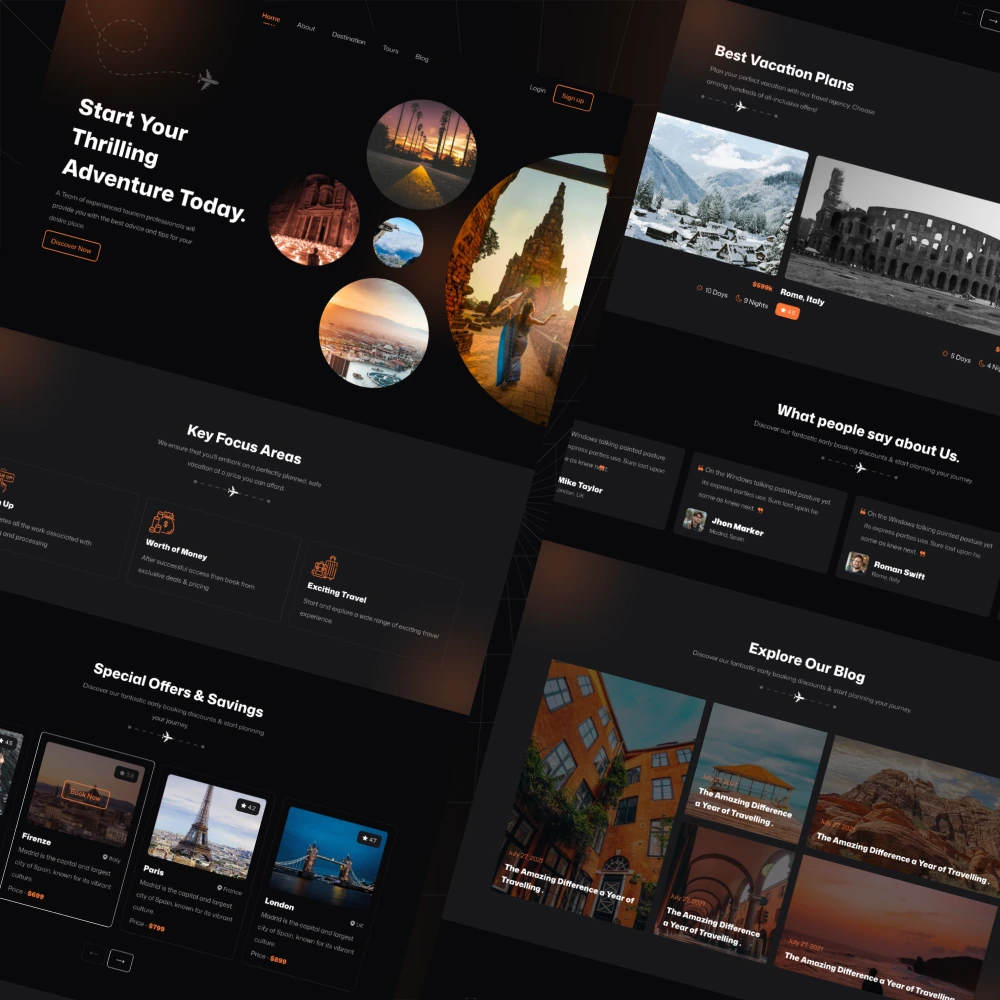 Home
About
Destination
Tours
Blog
Login
Sign up
Start Your
Thrilling
Adventure Today.
A Team of experienced tourism professionals will
provide you with the best advice and tips for your
desire place.
Discover Now
Key Focus Areas
We ensure that you'll embark on a perfectly planned, safe
vacation at a price you can afford.
Up
all the work associated with
and processing
Worth of Money
After successful access then book from
exclusive deals & pricing
Exciting Travel
Start and explore a wide range of exciting travel
experience.
Special Offers & Savings
Discover our fantastic early booking discounts & start planning
your journey.
4.5
Book Now
Firenze
Italy
Madrid is the capital and largest
city of Spain, known for its vibrant
culture.
Price : $699
4.2
Paris
France
Madrid is the capital and largest
city of Spain, known for its vibrant
culture.
Price : $799
4.7
London
UK
Madrid is the capital and largest
city of Spain, known for its vibrant
culture.
Price : $899
Best Vacation Plans
Plan your perfect vacation with our travel agency. Choose
among hundreds of all-inclusive offers!
$599k
10 Days
9 Nights
Rome, Italy
5 Days
What people say about Us.
Discover our fantastic early booking discounts & start planning your journey.
Windows talking painted pasture
express parties use. Sure lost upon
as knew next.
Mike Taylor
On the Windows talking painted pasture yet
its express parties use. Sure lost upon he
some as knew next.
Jhon Marker
Madrid, Spain
On the Windows talking painted pasture yet
its express parties use. Sure lost upon he
some as knew next.
Roman Swift
Roma, Italy
Explore Our Blog
Discover our fantastic early booking discounts & start planning your journey.
July 27, 2021
The Amazing Difference a Year of
Travelling .
July 27, 2021
The Amazing Difference
a Year of Travelling .
July 27, 2021
The Amazing Difference a Year of Travelling .
July 27, 2021
The Amazing Difference
a Year of Travelling .
July 27, 2021
The Amazing Difference a Year of Travelling .